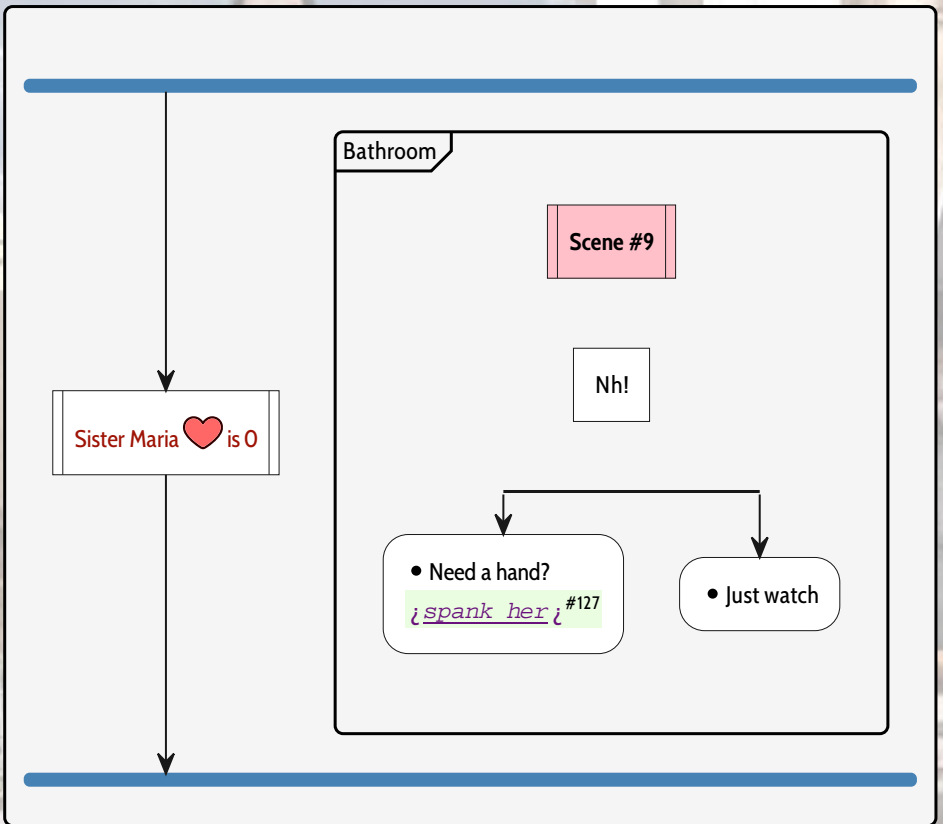 Bathroom
Scene #9
Nh!
Sister Maria is 0
• Need a hand?
¿spank her¿#127
• Just watch